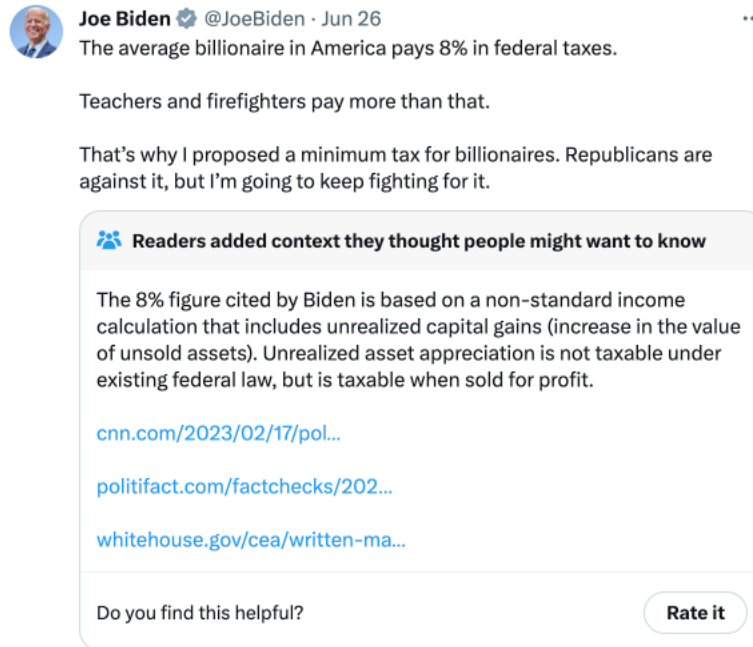 Joe Biden @JoeBiden · Jun 26
The average billionaire in America pays 8% in federal taxes.
Teachers and firefighters pay more than that.
That's why I proposed a minimum tax for billionaires. Republicans are
against it, but I'm going to keep fighting for it.
Readers added context they thought people might want to know
The 8% figure cited by Biden is based on a non-standard income
calculation that includes unrealized capital gains (increase in the value
of unsold assets). Unrealized asset appreciation is not taxable under
existing federal law, but is taxable when sold for profit.
cnn.com/2023/02/17/pol...
politifact.com/factchecks/202...
whitehouse.gov/cea/written-ma...
Do you find this helpful?
Rate it